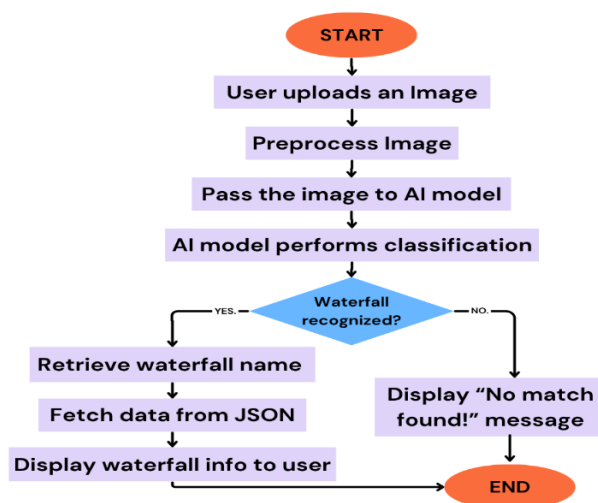 START
User uploads an Image
Preprocess Image
Pass the image to AI model
AI model performs classification
Waterfall
recognized?
YES.
NO.
Retrieve waterfall name
Fetch data from JSON
Display waterfall info to user
Display “No match
found!” message
END